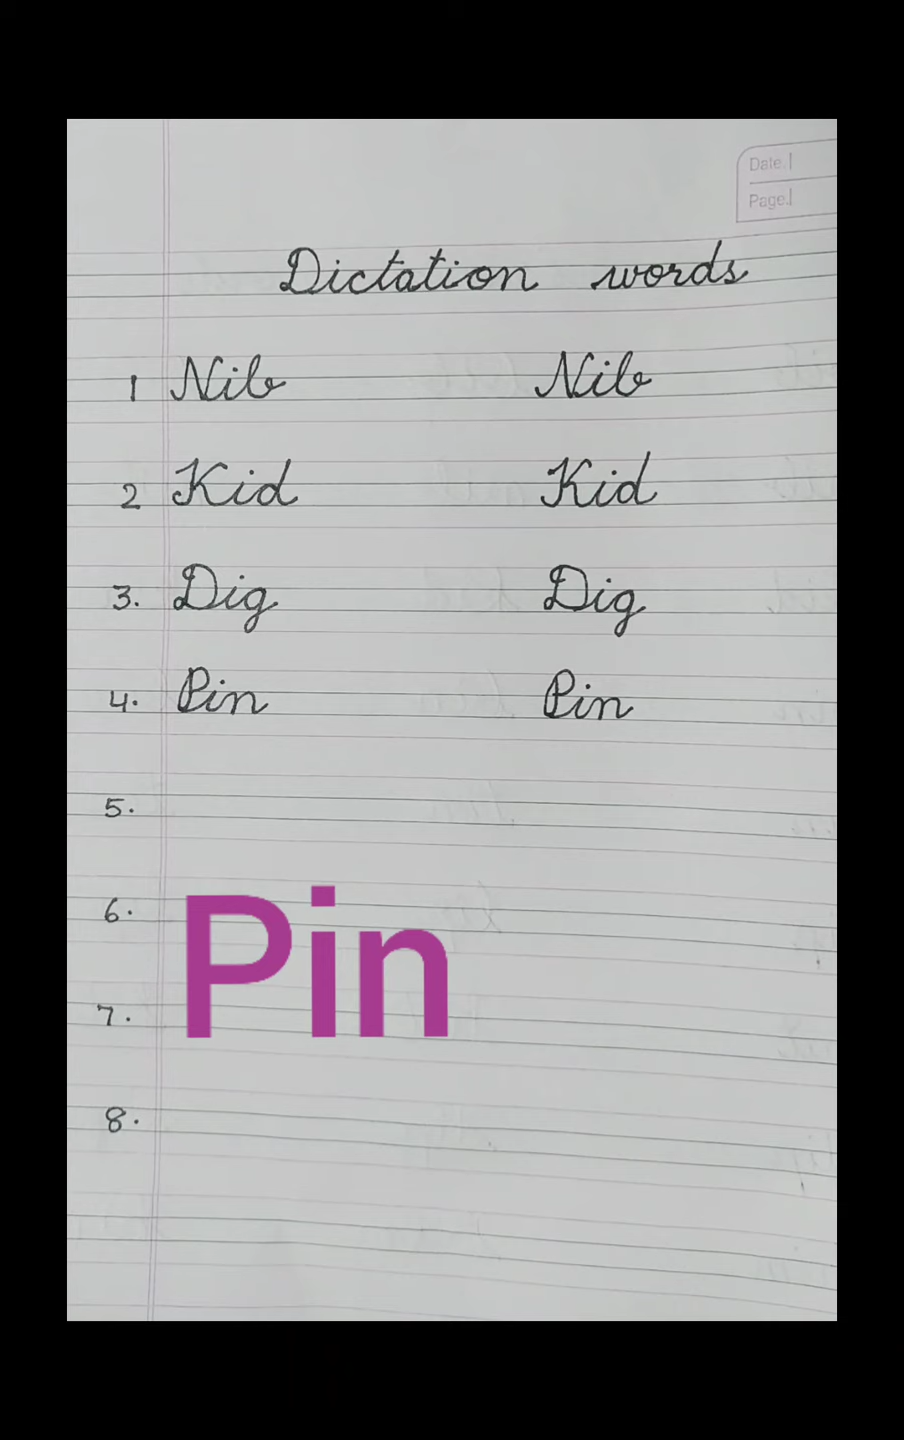 Date.
Page.
Dictation words
1 Nib Nib
2 Kid Kid
3. Dig Dig
4. Pin Pin
5.
6.
Pin
7.
8.